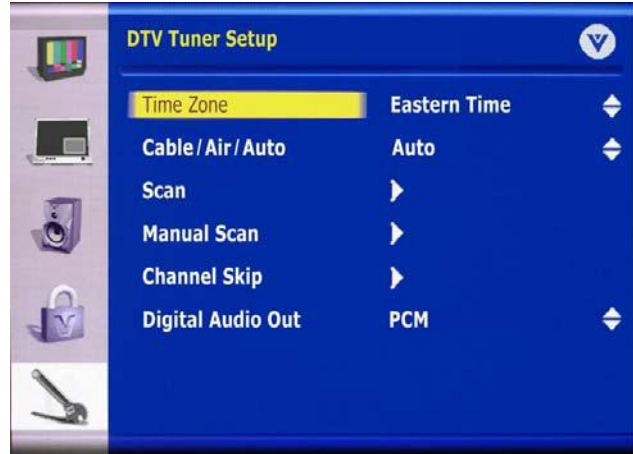 DTV Tuner Setup
V
Time Zone Eastern Time
Cable/Air/Auto Auto
Scan
Manual Scan
Channel Skip
Digital Audio Out PCM
V